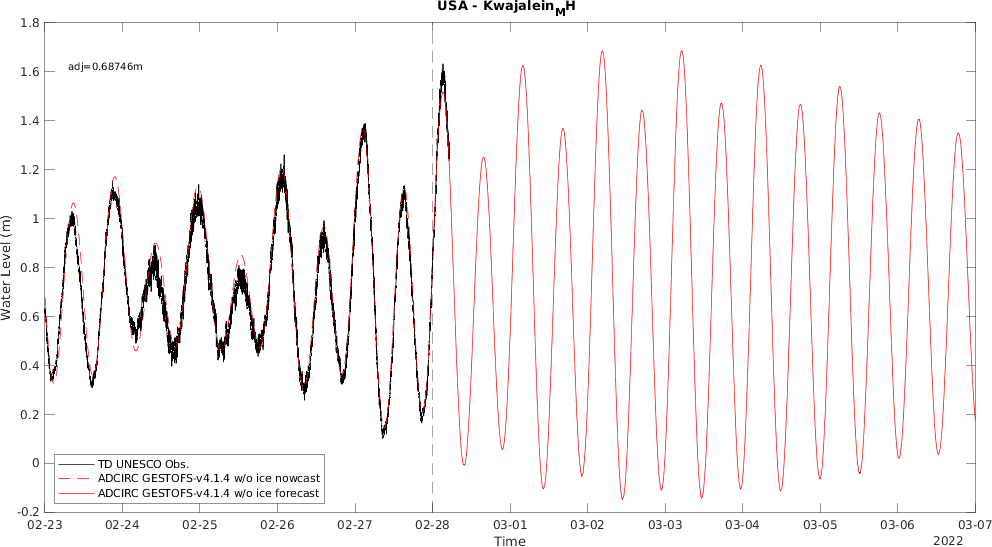 USA - Kwajalein_MH
adj=0.68746m
1.8
1.6
1.4
1.2
1
0.8
0.6
0.4
0.2
0
-0.2
Water Level (m)
TD UNESCO Obs.
ADCIRC GESTOFS-v4.1.4 w/o ice nowcast
ADCIRC GESTOFS-v4.1.4 w/o ice forecast
02-23 02-24 02-25 02-26 02-27 02-28 03-01 03-02 03-03 03-04 03-05 03-06 03-07
Time
2022